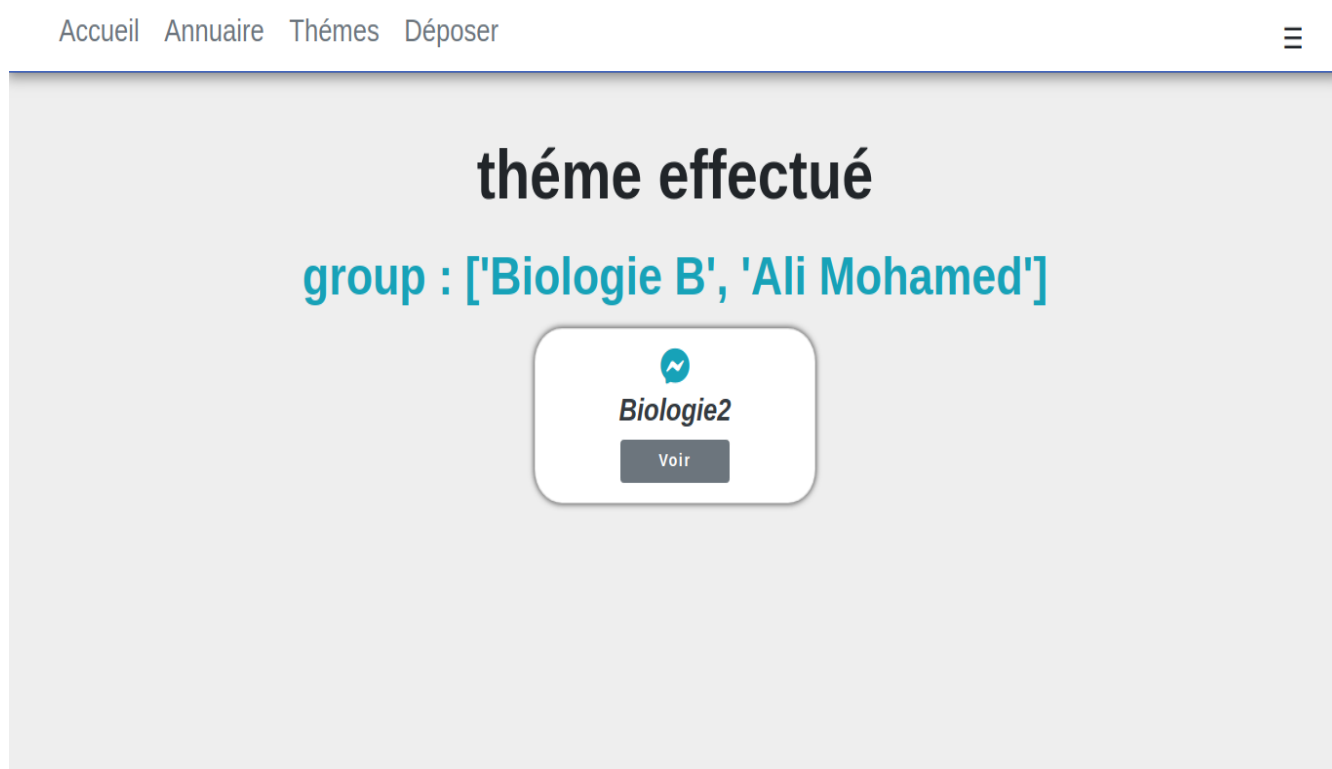 Accueil Annuaire Thémes Déposer
théme effectué
group : ['Biologie B', 'Ali Mohamed']
Biologie2
Voir